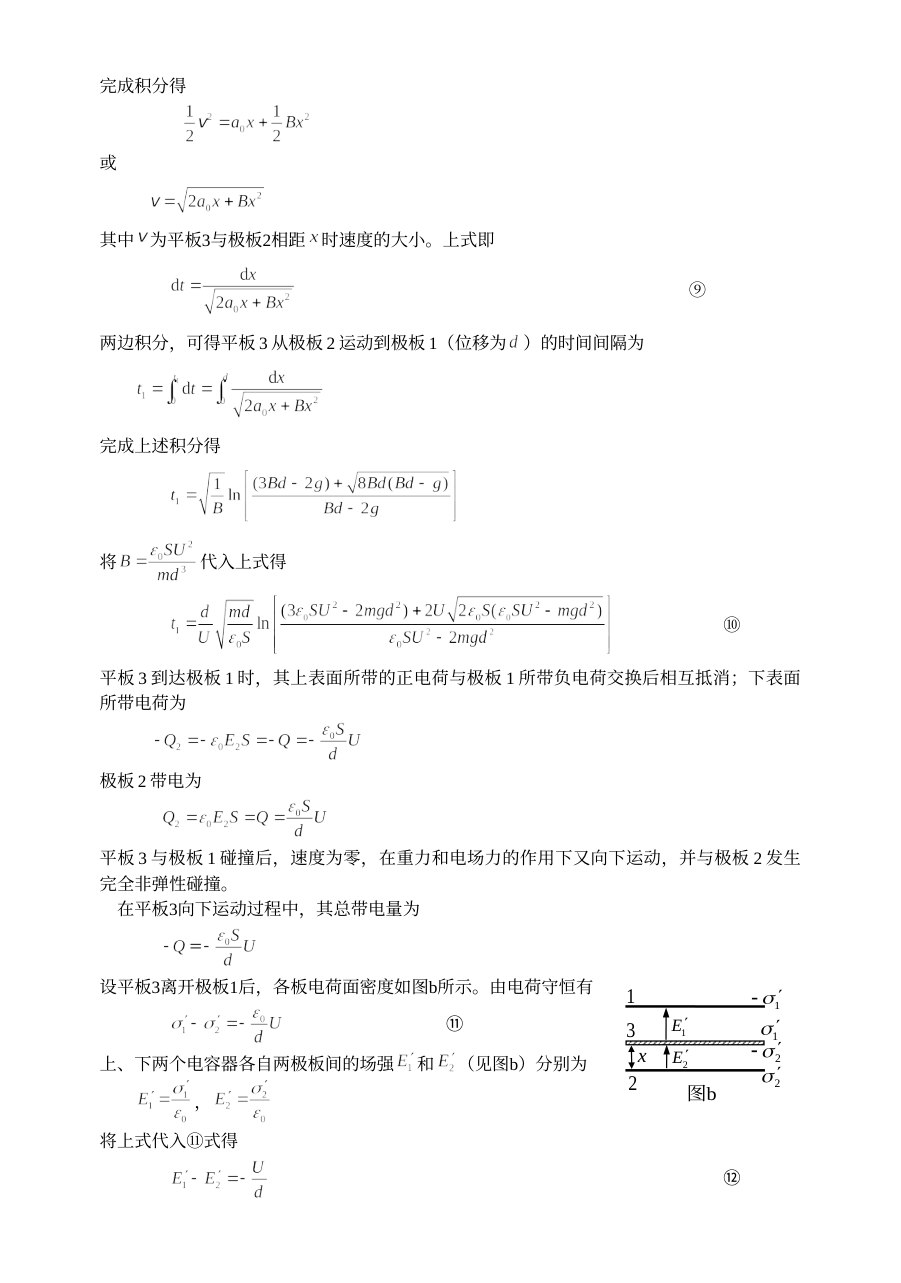 完成积分得
1/2 v² = a₀x + 1/2 Bx²
或
v = √(2a₀x + Bx²)
其中 v 为平板3与极板2相距 x 时速度的大小。上式即
dt = dx / √(2a₀x + Bx²) ⑨
两边积分，可得平板 3 从极板 2 运动到极板 1（位移为 d ）的时间间隔为
t₁ = ∫₀^t₁ dt = ∫₀^d dx / √(2a₀x + Bx²)
完成上述积分得
t₁ = √(1/B) ln[((3Bd - 2g) + √(8Bd(Bd - g))) / (Bd - 2g)]
将 B = ε₀SU² / md³ 代入上式得
t₁ = d/U √(md/ε₀S) ln[((3ε₀SU² - 2mgd²) + 2U√(2ε₀S(ε₀SU² - mgd²))) / (ε₀SU² - 2mgd²)] ⑩
平板 3 到达极板 1 时，其上表面所带的正电荷与极板 1 所带负电荷交换后相互抵消；下表面
所带电荷为
-Q₂ = -ε₀E₂S = -Q = -ε₀S/d U
极板 2 带电为
Q₂ = ε₀E₂S = Q = ε₀S/d U
平板 3 与极板 1 碰撞后，速度为零，在重力和电场力的作用下又向下运动，并与极板 2 发生
完全非弹性碰撞。
在平板3向下运动过程中，其总带电量为
-Q = -ε₀S/d U
设平板3离开极板1后，各板电荷面密度如图b所示。由电荷守恒有
σ₁′ - σ₂′ = -ε₀/d U ⑪
上、下两个电容器各自两极板间的场强 E₁′ 和 E₂′（见图b）分别为
E₁′ = σ₁′/ε₀ ， E₂′ = σ₂′/ε₀
将上式代入⑪式得
E₁′ - E₂′ = -U/d ⑫
1 -σ₁′
E₁′
3 σ₁′
x E₂′ -σ₂′
2 σ₂′
图b